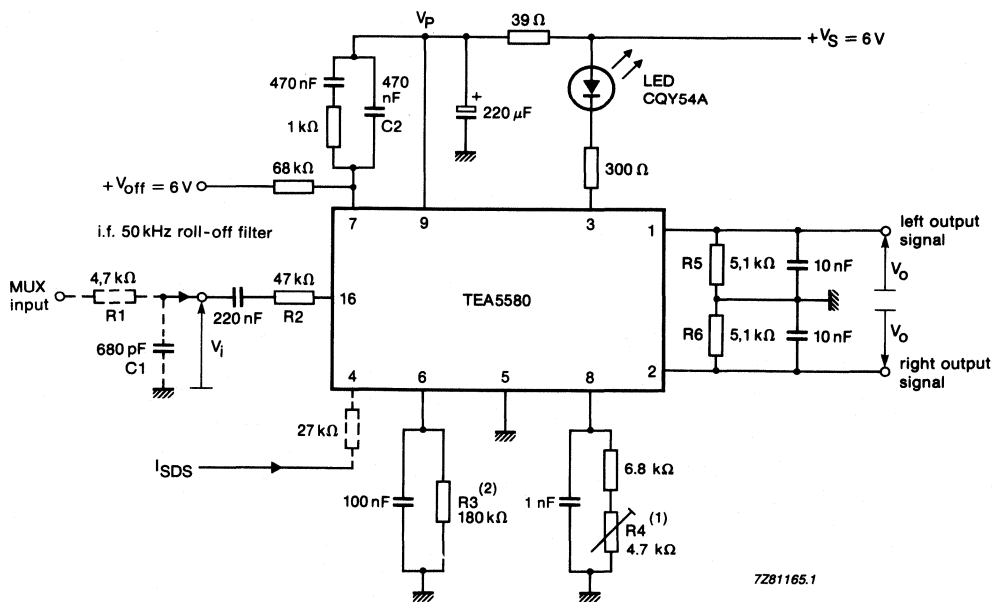 V_P
39 Ω
+V_S = 6 V
470 nF
470
nF
C2
1 kΩ
+
220 μF
LED
CQY54A
300 Ω
68 kΩ
+V_off = 6 V
7
9
3
i.f. 50 kHz roll-off filter
MUX
input
4,7 kΩ
R1
680 pF
C1
V_i
220 nF
47 kΩ
R2
16
TEA5580
1
2
left output
signal
R5
5,1 kΩ
10 nF
V_o
R6
5,1 kΩ
10 nF
V_o
right output
signal
4
6
5
8
27 kΩ
I_SDS
100 nF
R3 (2)
180 kΩ
1 nF
6.8 kΩ
R4 (1)
4.7 kΩ
7Z81165.1